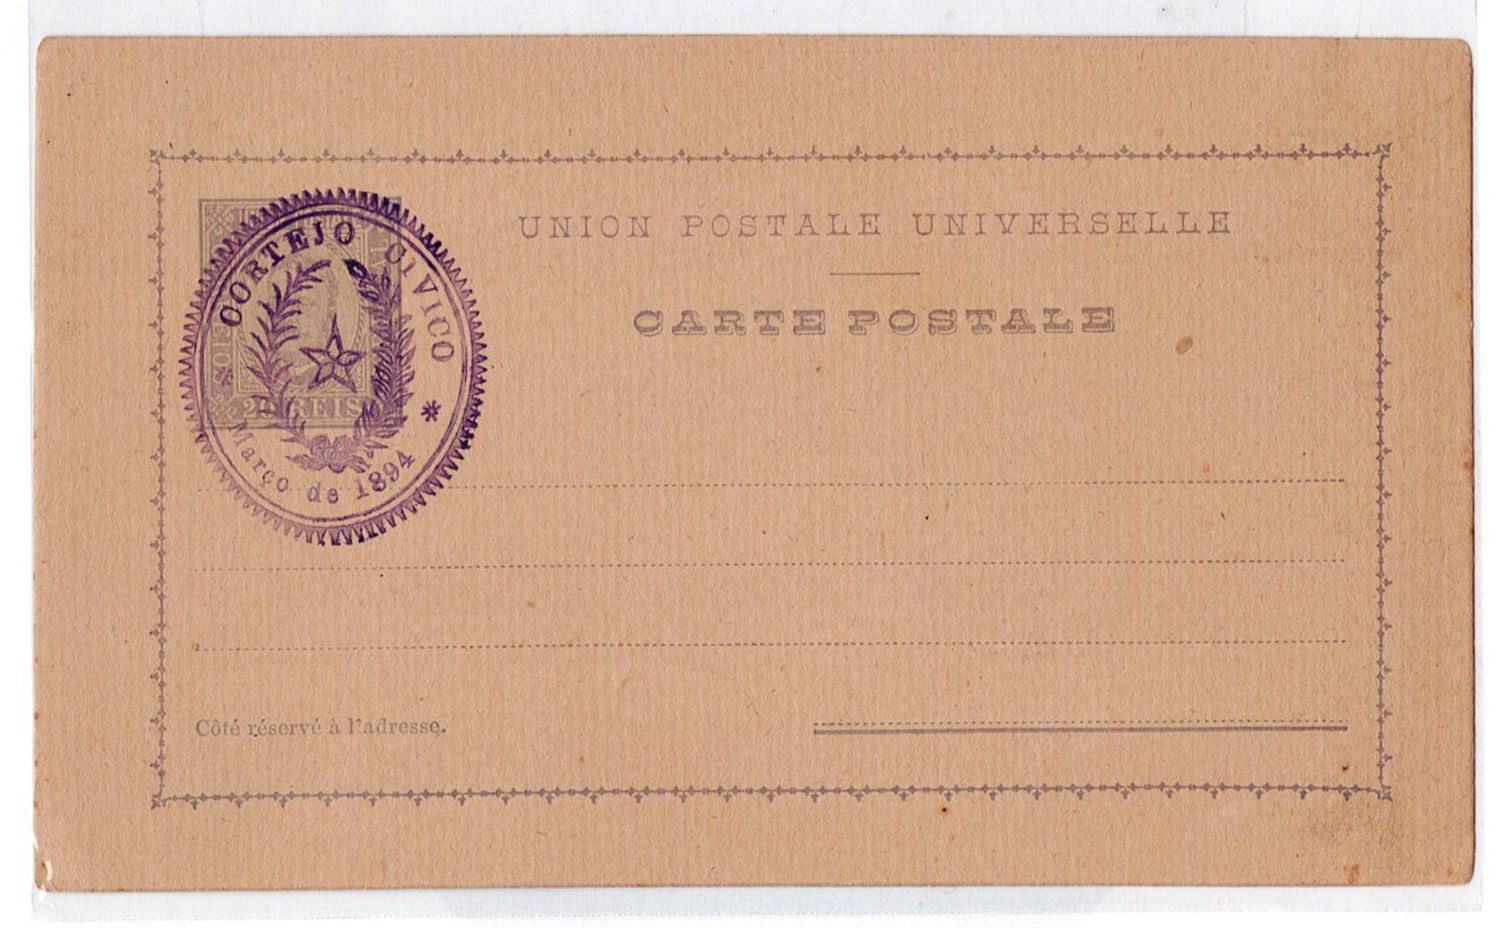 UNION POSTALE UNIVERSELLE
CARTE POSTALE
CORTEJO CIVICO
* Março de 1894 *
REIS
Côté réservé à l'adresse.